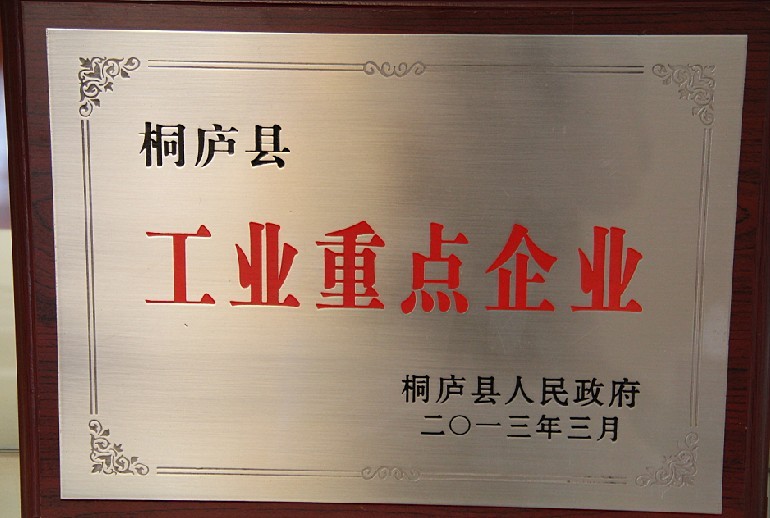 桐庐县
工业重点企业
桐庐县人民政府
二〇一三年三月